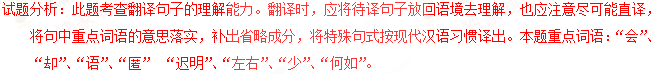 试题分析：此题考查翻译句子的理解能力。翻译时，应将待译句子放回语境去理解，也应注意尽可能直译，
将句中重点词语的意思落实，补出省略成分，将特殊句式按现代汉语习惯译出。本题重点词语：“会”、
“却”、“语”、“匿” “迟明”、“左右”、“少”、“何如”。